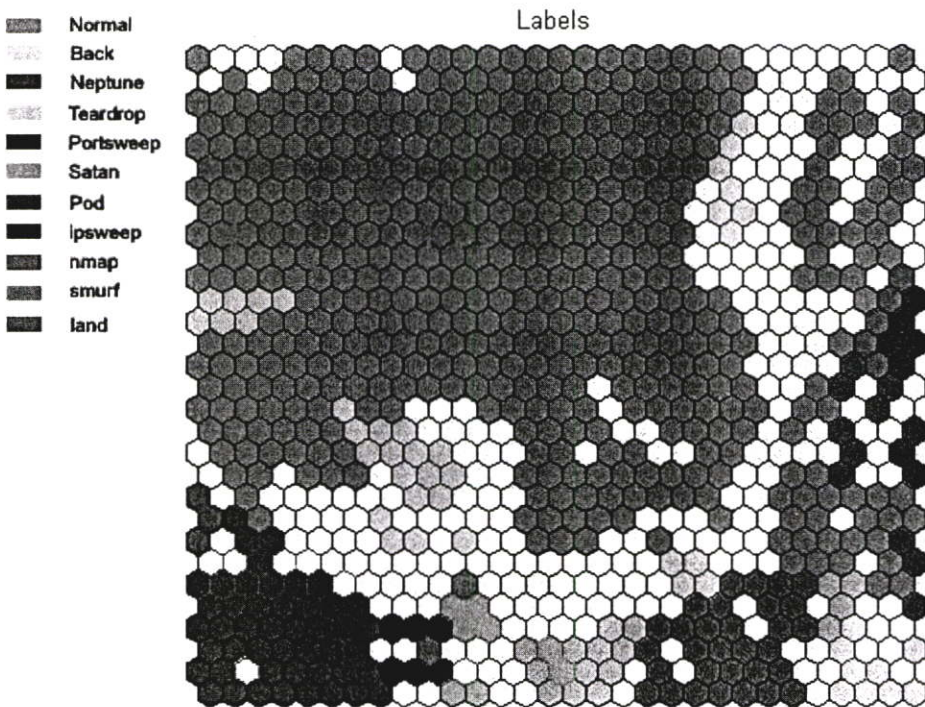 Labels
Normal
Back
Neptune
Teardrop
Portsweep
Satan
Pod
ipsweep
nmap
smurf
land